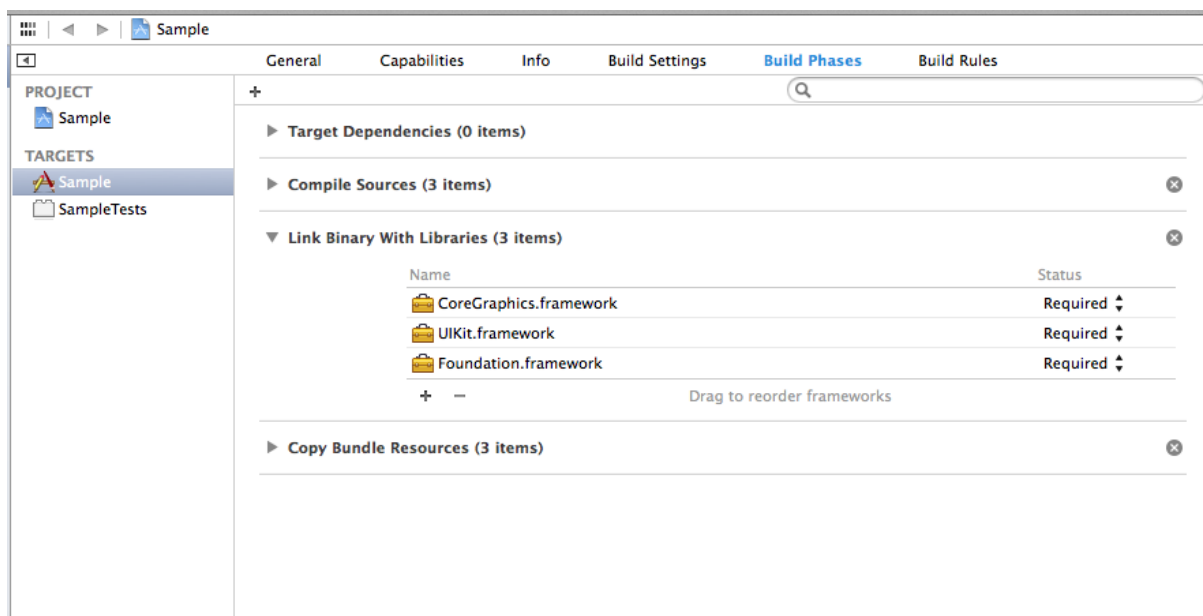 Sample
General Capabilities Info Build Settings Build Phases Build Rules
PROJECT
Sample
TARGETS
Sample
SampleTests
+
Target Dependencies (0 items)
Compile Sources (3 items)
Link Binary With Libraries (3 items)
Name Status
CoreGraphics.framework Required
UIKit.framework Required
Foundation.framework Required
+ − Drag to reorder frameworks
Copy Bundle Resources (3 items)